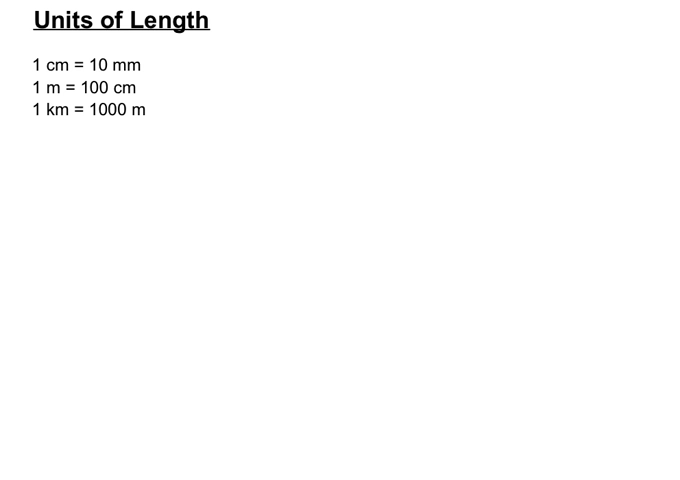 Units of Length
1 cm = 10 mm
1 m = 100 cm
1 km = 1000 m